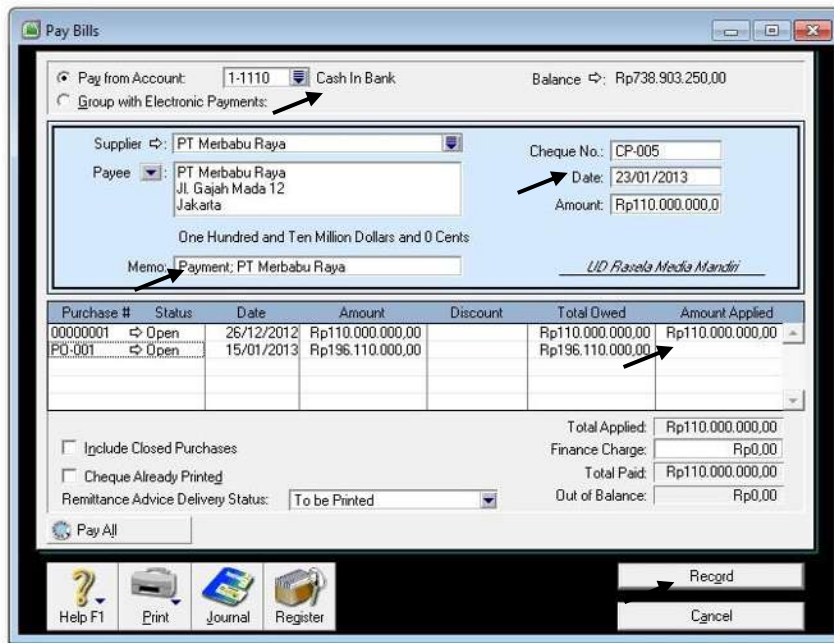 Pay Bills
Pay from Account: 1-1110 Cash In Bank Balance ⇨: Rp738.903.250,00
Group with Electronic Payments:
Supplier ⇨: PT Merbabu Raya
Cheque No.: CP-005
Payee : PT Merbabu Raya
Date: 23/01/2013
Jl. Gajah Mada 12
Jakarta
Amount: Rp110.000.000,0
One Hundred and Ten Million Dollars and 0 Cents
Memo: Payment; PT Merbabu Raya
UD Rasela Media Mandiri
Purchase # Status Date Amount Discount Total Owed Amount Applied
00000001 ⇨ Open 26/12/2012 Rp110.000.000,00 Rp110.000.000,00 Rp110.000.000,00
PO-001 ⇨ Open 15/01/2013 Rp196.110.000,00 Rp196.110.000,00
Total Applied: Rp110.000.000,00
Include Closed Purchases Finance Charge: Rp0,00
Cheque Already Printed Total Paid: Rp110.000.000,00
Remittance Advice Delivery Status: To be Printed Out of Balance: Rp0,00
Pay All
Help F1 Print Journal Register
Record
Cancel